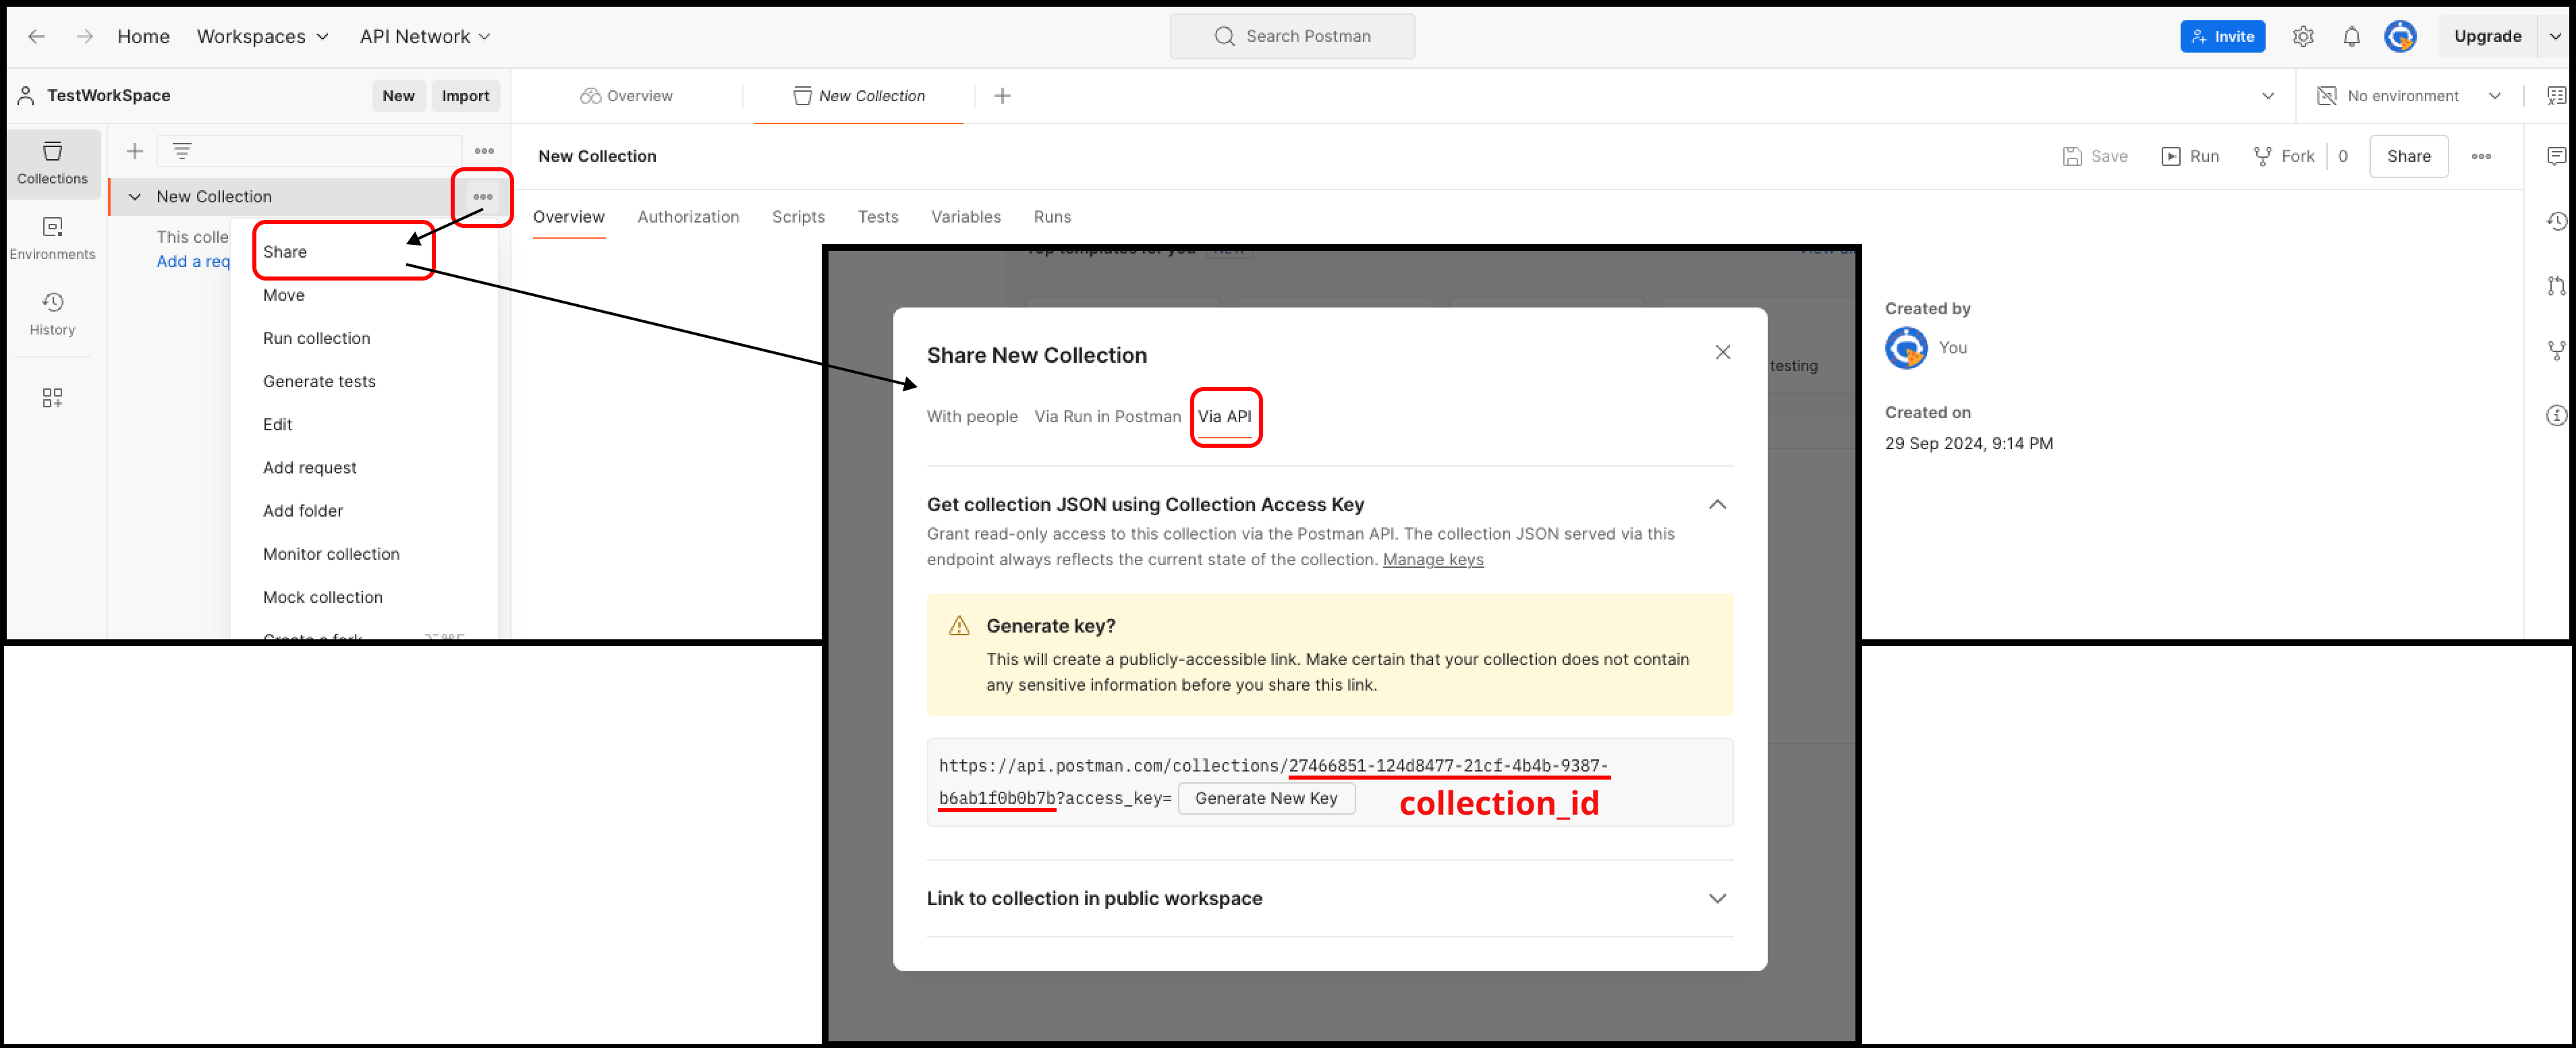 Home Workspaces API Network
Search Postman
Invite
Upgrade
TestWorkSpace
New Import
Overview
New Collection
No environment
Collections
Environments
History
New Collection
This colle
Add a req
Share
Move
Run collection
Generate tests
Edit
Add request
Add folder
Monitor collection
Mock collection
Create a fork
New Collection
Save Run Fork 0 Share
Overview Authorization Scripts Tests Variables Runs
Top templates for you NEW
testing
Created by
You
Created on
29 Sep 2024, 9:14 PM
Share New Collection
With people Via Run in Postman Via API
Get collection JSON using Collection Access Key
Grant read-only access to this collection via the Postman API. The collection JSON served via this
endpoint always reflects the current state of the collection. Manage keys
Generate key?
This will create a publicly-accessible link. Make certain that your collection does not contain
any sensitive information before you share this link.
https://api.postman.com/collections/27466851-124d8477-21cf-4b4b-9387-
b6ab1f0b0b7b?access_key= Generate New Key
collection_id
Link to collection in public workspace